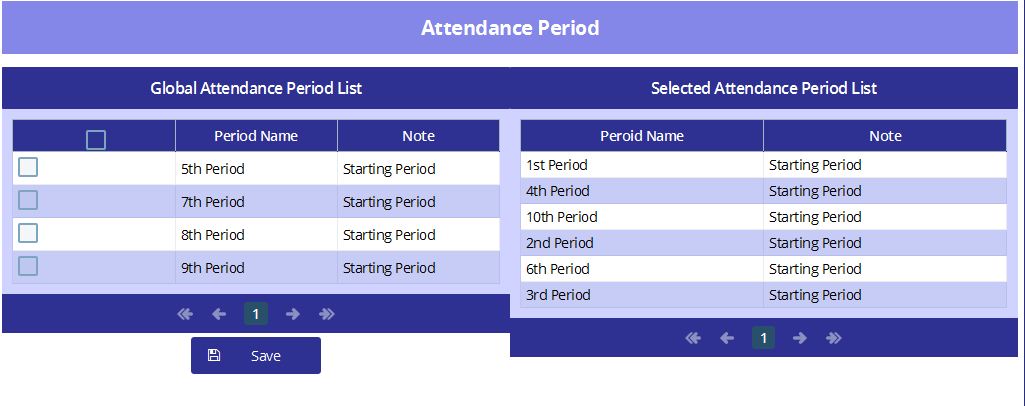 Attendance Period
Global Attendance Period List
Period Name Note
5th Period Starting Period
7th Period Starting Period
8th Period Starting Period
9th Period Starting Period
1
Save
Selected Attendance Period List
Peroid Name Note
1st Period Starting Period
4th Period Starting Period
10th Period Starting Period
2nd Period Starting Period
6th Period Starting Period
3rd Period Starting Period
1